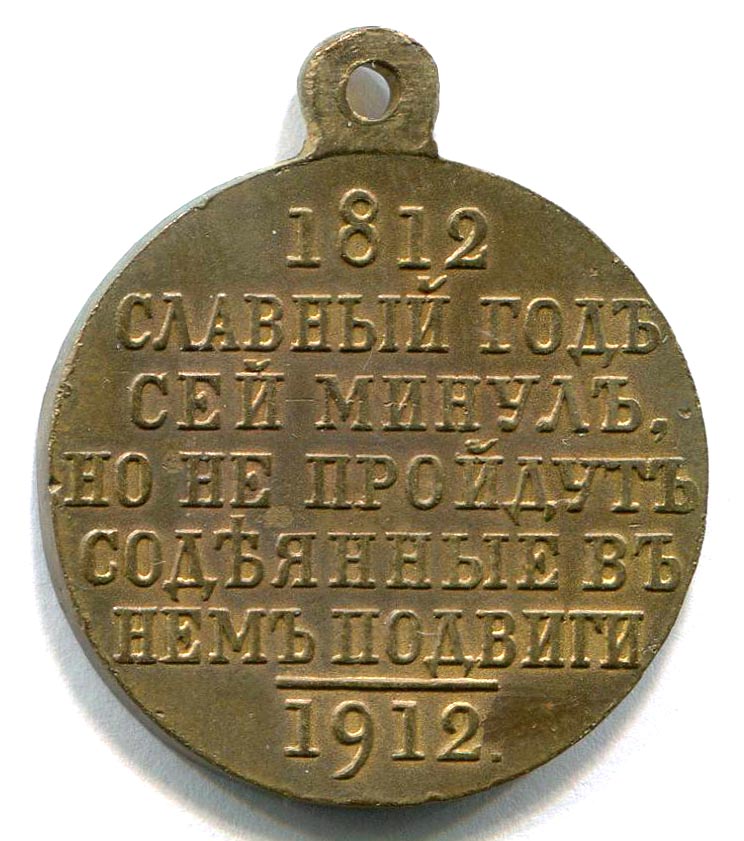 1812
СЛАВНЫЙ ГОДЪ
СЕЙ МИНУЛЪ,
НО НЕ ПРОЙДУТЪ
СОДѢЯННЫЕ ВЪ
НЕМЪ ПОДВИГИ
1912.